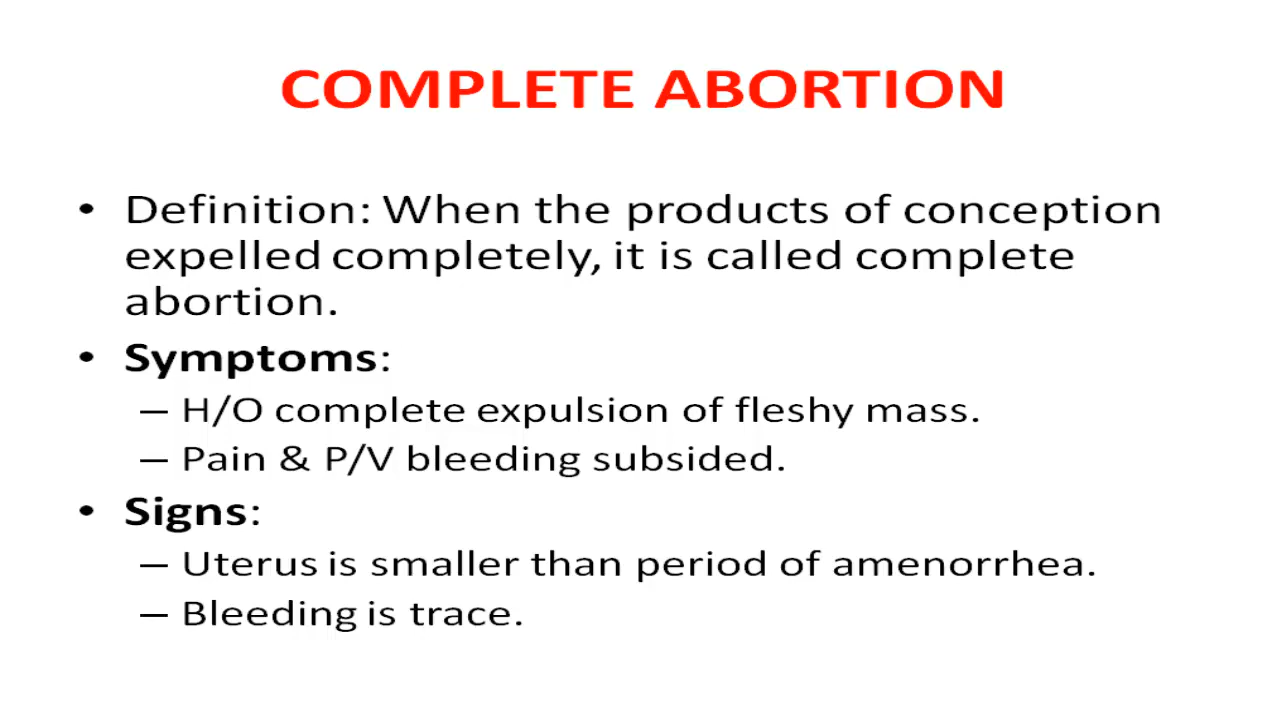 COMPLETE ABORTION
• Definition: When the products of conception
expelled completely, it is called complete
abortion.
• Symptoms:
– H/O complete expulsion of fleshy mass.
– Pain & P/V bleeding subsided.
• Signs:
– Uterus is smaller than period of amenorrhea.
– Bleeding is trace.